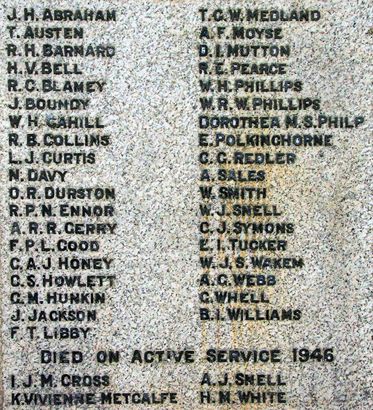 J. H. ABRAHAM
T. AUSTEN
R. H. BARNARD
H. V. BELL
R. C. BLAMEY
J. BOUNDY
W. H. CAHILL
R. B. COLLINS
L. J. CURTIS
N. DAVY
D. R. DURSTON
R. P. N. ENNOR
A. R. R. GERRY
F. P. L. GOOD
C. A. J. HONEY
C. S. HOWLETT
G. M. HUNKIN
J. JACKSON
F. T. LIBBY
T. G. W. MEDLAND
A. F. MOYSE
D. I. MUTTON
R. E. PEARCE
W. H. PHILLIPS
W. R. W. PHILLIPS
DOROTHEA M. S. PHILP
E. POLKINGHORNE
C. G. REDLER
A. SALES
W. SMITH
W. J. SNELL
C. J. SYMONS
E. I. TUCKER
W. J. S. WAKEM
A. G. WEBB
G. WHELL
B. I. WILLIAMS
DIED ON ACTIVE SERVICE 1946
I. J. M. CROSS
K. VIVIENNE METCALFE
A. J. SNELL
H. M. WHITE